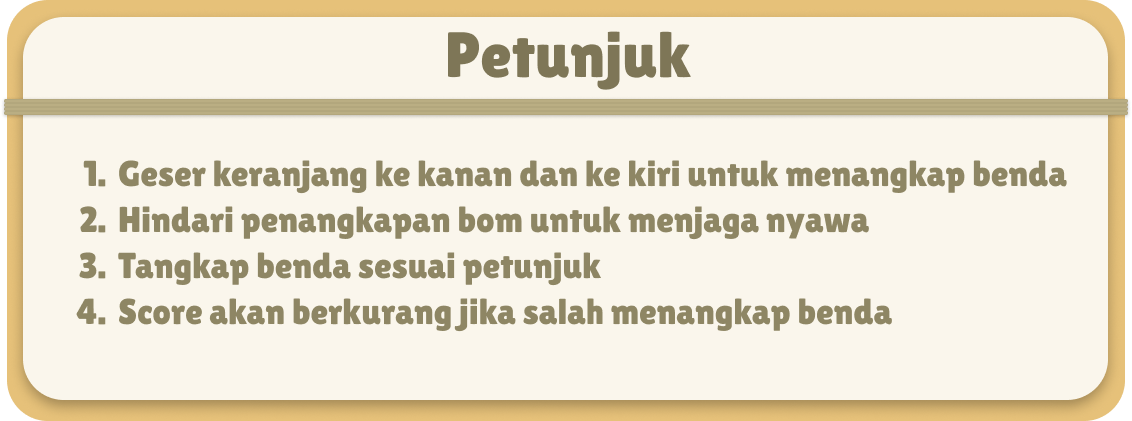 Petunjuk
1. Geser keranjang ke kanan dan ke kiri untuk menangkap benda
2. Hindari penangkapan bom untuk menjaga nyawa
3. Tangkap benda sesuai petunjuk
4. Score akan berkurang jika salah menangkap benda